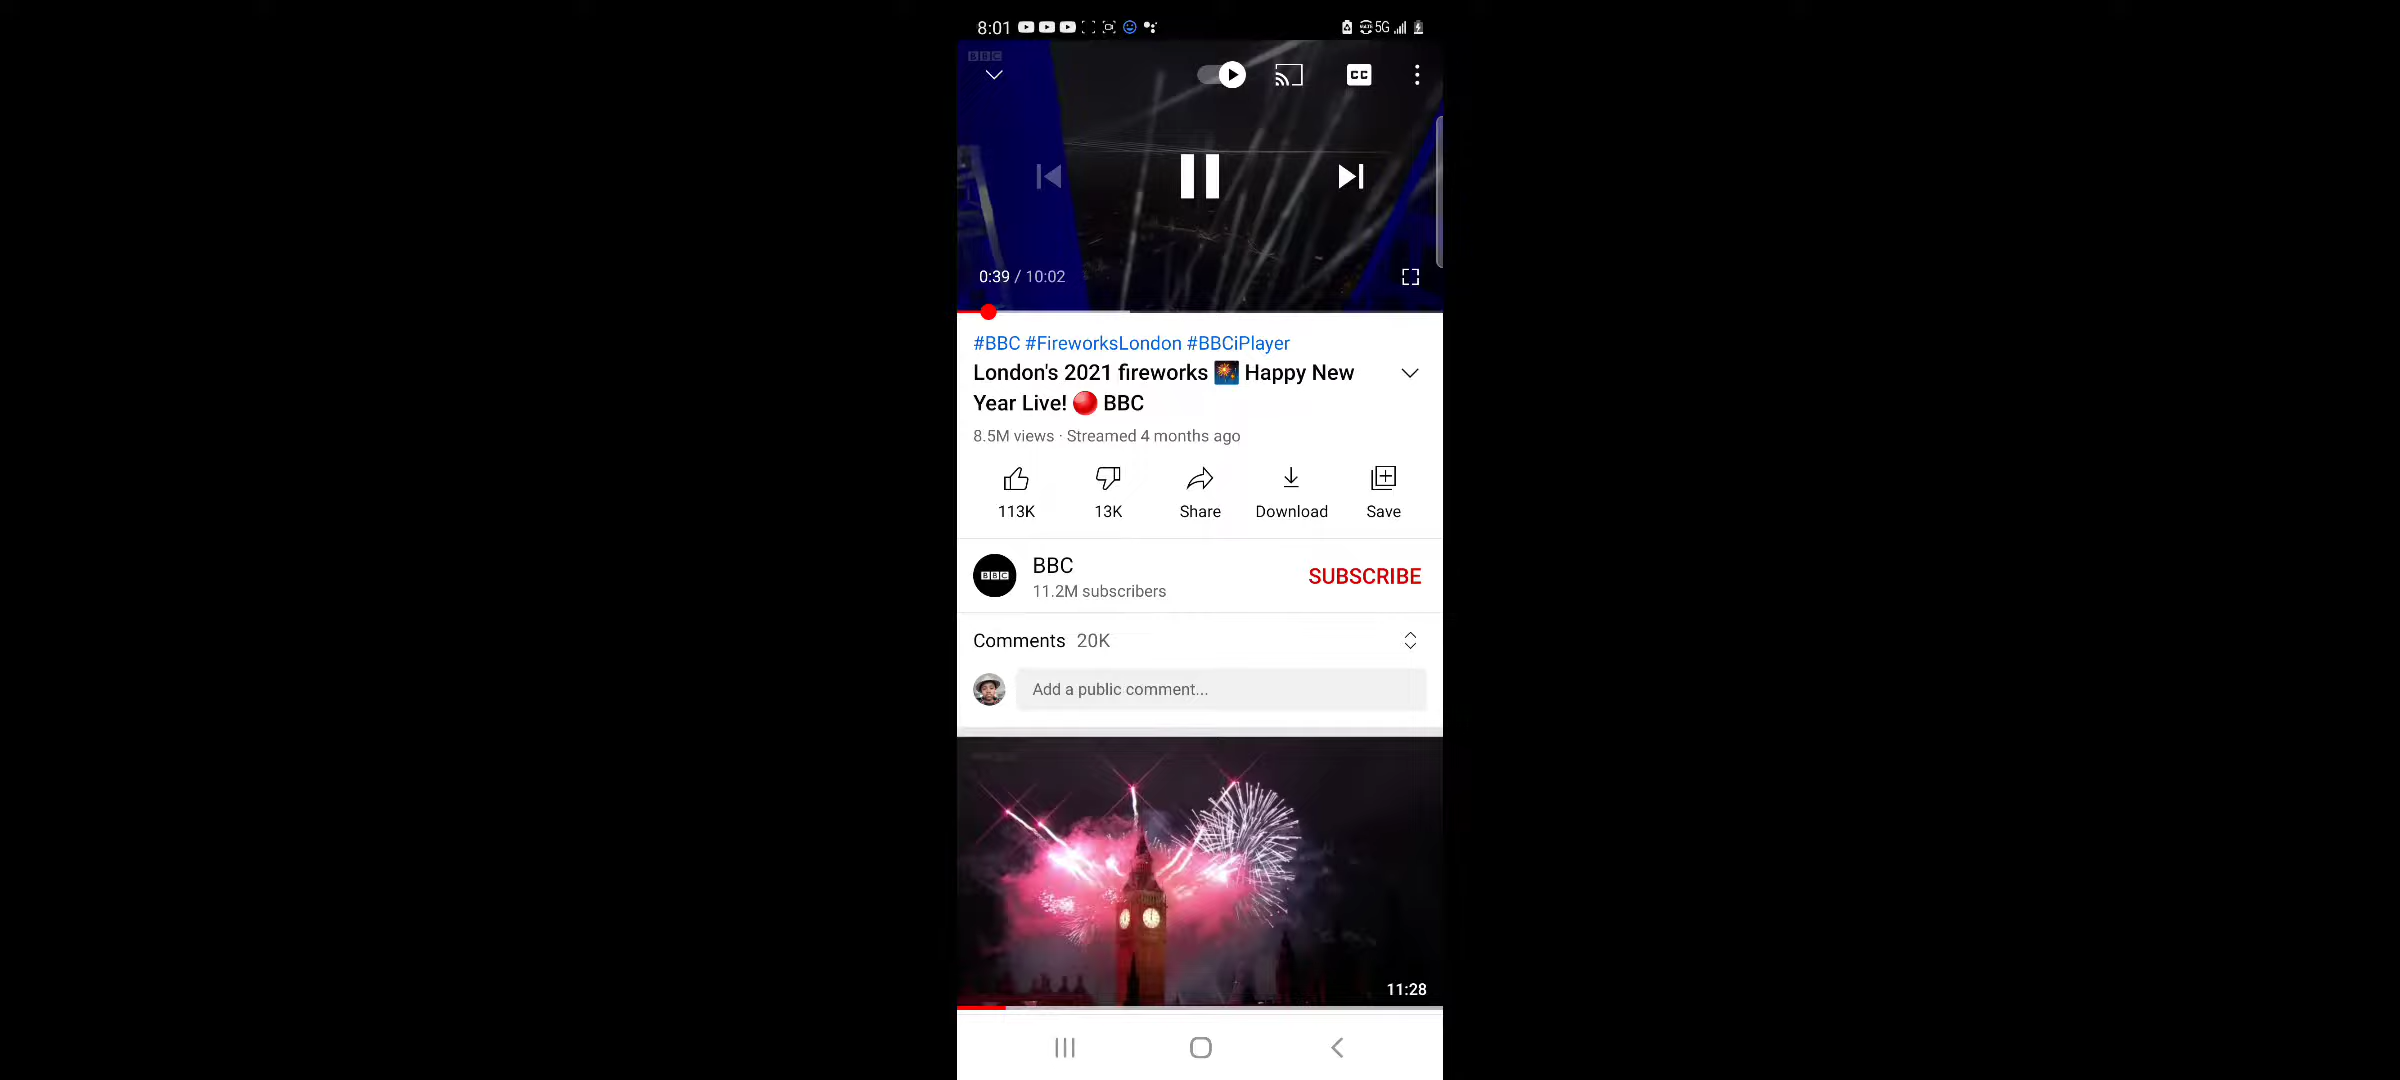 8:01 5G
BBC
CC
0:39 / 10:02
#BBC #FireworksLondon #BBCiPlayer
London's 2021 fireworks 🎆 Happy New
Year Live! 🔴 BBC
8.5M views · Streamed 4 months ago
113K 13K Share Download Save
BBC BBC
SUBSCRIBE
11.2M subscribers
Comments 20K
Add a public comment...
11:28